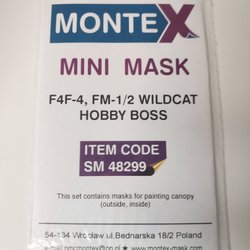 MONTEX
MINI MASK
F4F-4, FM-1/2 WILDCAT
HOBBY BOSS
ITEM CODE
SM 48299
This set contains masks for painting canopy
(outside, inside)
54-134 Wrocław ul.Bednarska 18/2 Poland
www.montex-mask.com